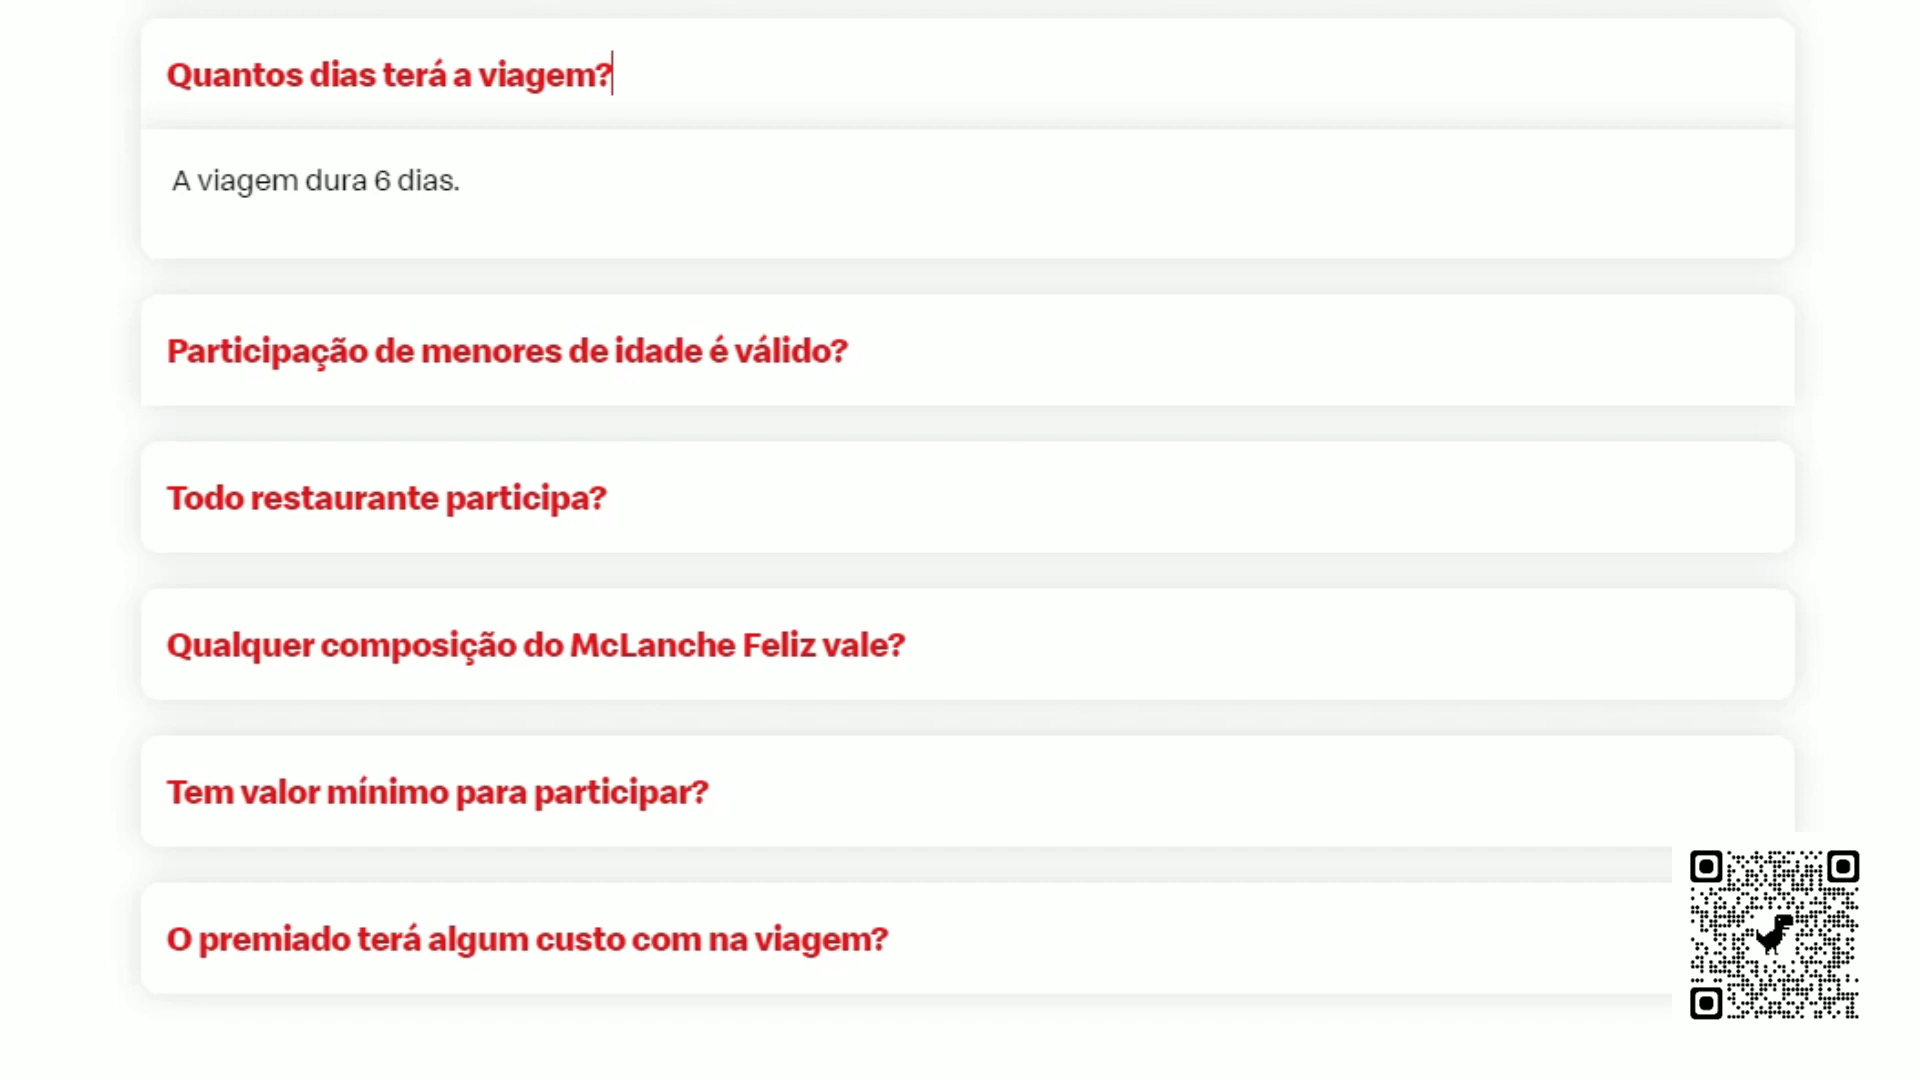 Quantos dias terá a viagem?
A viagem dura 6 dias.
Participação de menores de idade é válido?
Todo restaurante participa?
Qualquer composição do McLanche Feliz vale?
Tem valor mínimo para participar?
O premiado terá algum custo com na viagem?